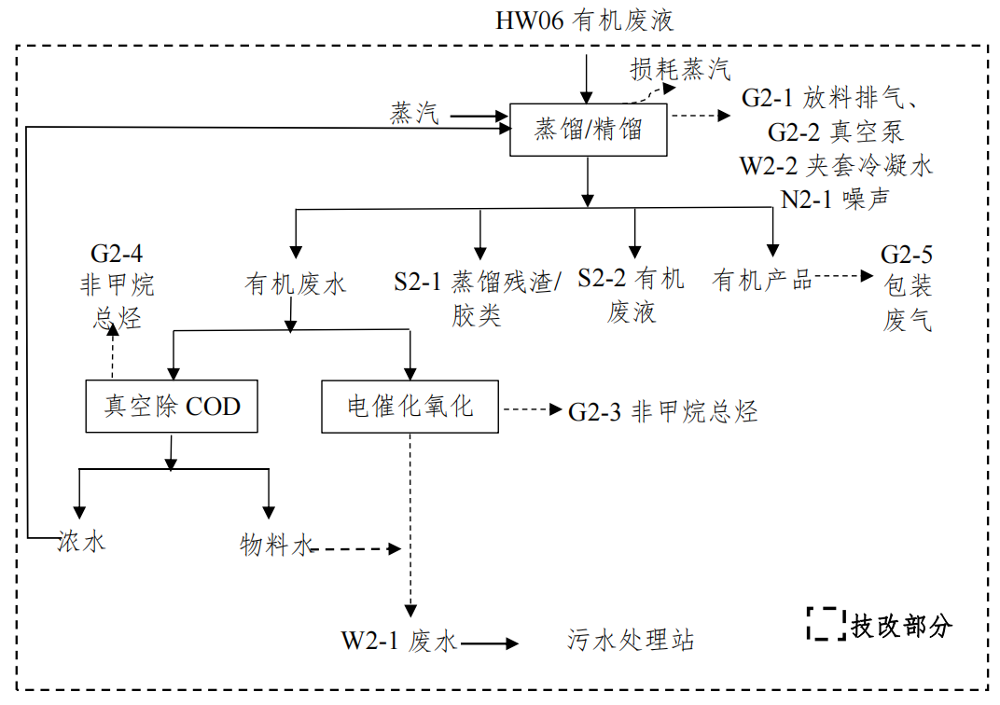 HW06 有机废液
损耗蒸汽
蒸汽
蒸馏/精馏
G2-1 放料排气、
G2-2 真空泵
W2-2 夹套冷凝水
N2-1 噪声
G2-4
非甲烷
总烃
有机废水
S2-1 蒸馏残渣/
胶类
S2-2 有机
废液
有机产品
G2-5
包装
废气
真空除 COD
电催化氧化
G2-3 非甲烷总烃
浓水
物料水
W2-1 废水
污水处理站
技改部分